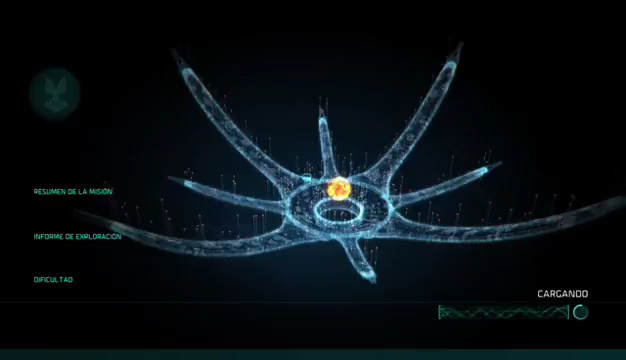 RESUMEN DE LA MISIÓN
INFORME DE EXPLORACIÓN
DIFICULTAD
CARGANDO